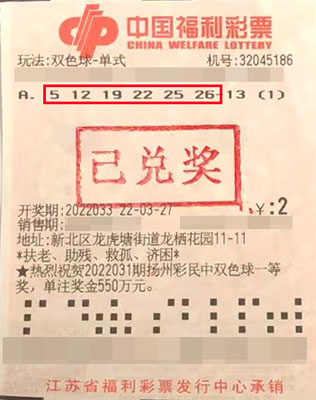 中国福利彩票
CHINA WELFARE LOTTERY
玩法:双色球-单式 机号:32045186
A. 5 12 19 22 25 26-13 (1)
已兑奖
开奖期:2022033 22-03-27 ¥:2
销售期:
地址:新北区龙虎塘街道龙栖花园11-11
*扶老、助残、救孤、济困*
★热烈祝贺2022031期扬州彩民中双色球一等
奖,单注奖金550万元。
江苏省福利彩票发行中心承销